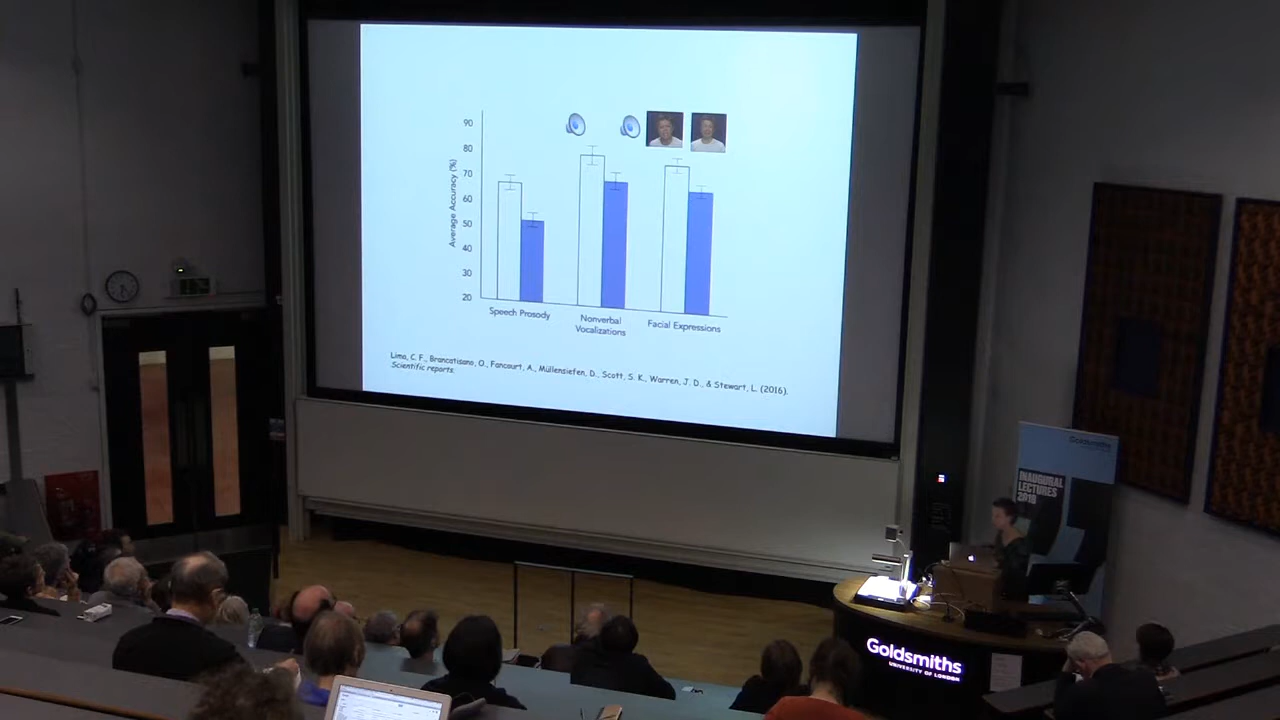 90
80
70
60
50
40
30
20
Average Accuracy (%)
Speech Prosody
Nonverbal
Vocalizations
Facial Expressions
Lima, C. F., Brancatisano, O., Fancourt, A., Müllensiefen, D., Scott, S. K., Warren, J. D., & Stewart, L. (2016).
Scientific reports.
Goldsmiths
INAUGURAL
LECTURES
2018
Goldsmiths
UNIVERSITY OF LONDON